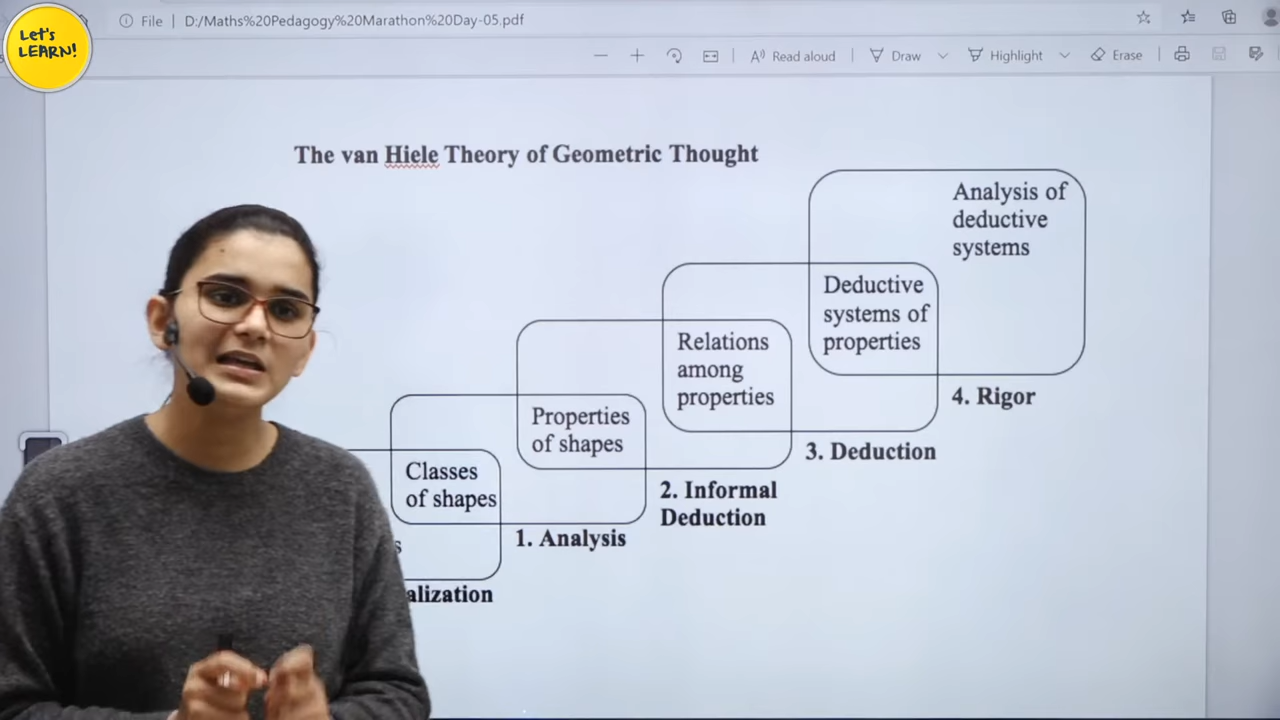 Let's
LEARN!
File | D:/Maths%20Pedagogy%20Marathon%20Day-05.pdf
Read aloud
Draw
Highlight
Erase
The van Hiele Theory of Geometric Thought
Analysis of
deductive
systems
Deductive
systems of
properties
4. Rigor
Relations
among
properties
3. Deduction
Properties
of shapes
2. Informal
Deduction
Classes
of shapes
1. Analysis
s
alization